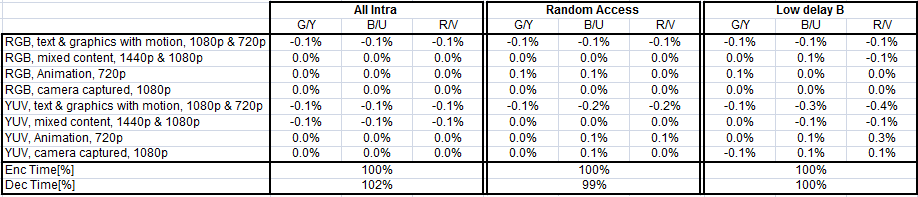 All Intra Random Access Low delay B
G/Y B/U R/V G/Y B/U R/V G/Y B/U R/V
RGB, text & graphics with motion, 1080p & 720p -0.1% -0.1% -0.1% -0.1% -0.1% -0.1% -0.1% -0.1% -0.1%
RGB, mixed content, 1440p & 1080p 0.0% 0.0% 0.0% 0.0% 0.0% 0.0% 0.0% 0.1% -0.1%
RGB, Animation, 720p 0.0% 0.0% 0.0% 0.1% 0.1% 0.0% 0.1% 0.0% 0.0%
RGB, camera captured, 1080p 0.0% 0.0% 0.0% 0.0% 0.0% 0.0% 0.0% 0.0% 0.0%
YUV, text & graphics with motion, 1080p & 720p -0.1% -0.1% -0.1% -0.1% -0.2% -0.2% -0.1% -0.3% -0.4%
YUV, mixed content, 1440p & 1080p -0.1% -0.1% -0.1% 0.0% 0.0% 0.0% 0.0% -0.1% -0.1%
YUV, Animation, 720p 0.0% 0.0% 0.0% 0.0% 0.1% 0.1% 0.0% 0.1% 0.3%
YUV, camera captured, 1080p 0.0% 0.0% 0.0% 0.0% 0.1% 0.0% -0.1% 0.1% 0.1%
Enc Time[%] 100% 100% 100%
Dec Time[%] 102% 99% 100%